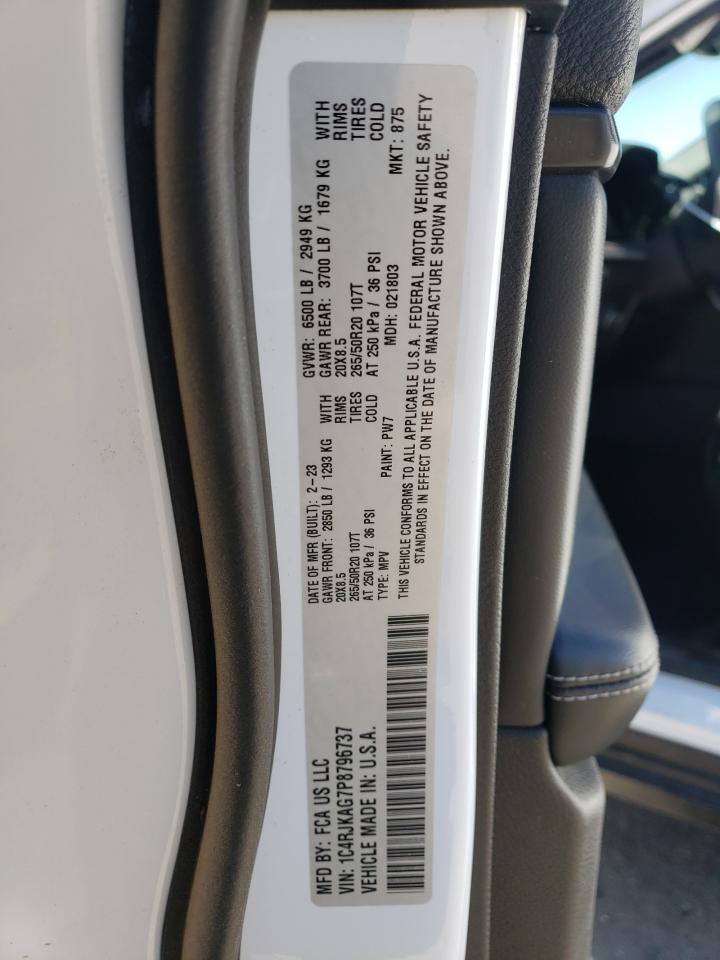 MFD BY: FCA US LLC
VIN: 1C4RJKAG7P8796737
VEHICLE MADE IN: U.S.A.
DATE OF MFR (BUILT): 2-23 GVWR: 6500 LB / 2949 KG
GAWR FRONT: 2850 LB / 1293 KG WITH GAWR REAR: 3700 LB / 1679 KG WITH
20X8.5 RIMS 20X8.5 RIMS
265/50R20 107T TIRES 265/50R20 107T TIRES
AT 250 kPa / 36 PSI COLD AT 250 kPa / 36 PSI COLD
TYPE: MPV PAINT: PW7 MDH: 021803 MKT: 875
THIS VEHICLE CONFORMS TO ALL APPLICABLE U.S.A. FEDERAL MOTOR VEHICLE SAFETY
STANDARDS IN EFFECT ON THE DATE OF MANUFACTURE SHOWN ABOVE.